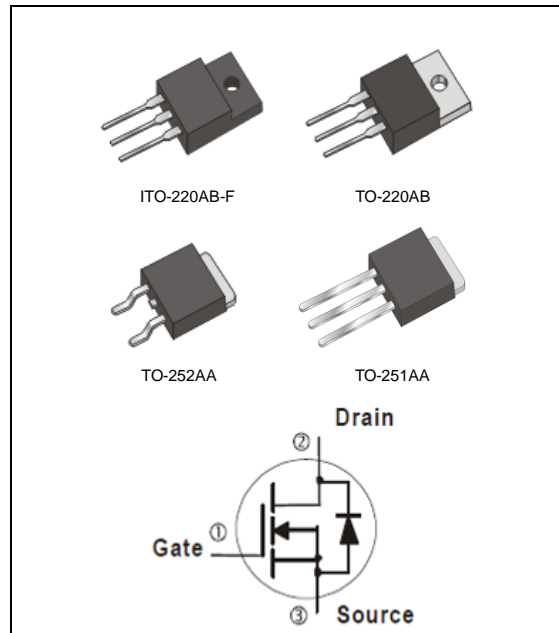 ITO-220AB-F
TO-220AB
TO-252AA
TO-251AA
Drain
②
①
Gate
③
Source